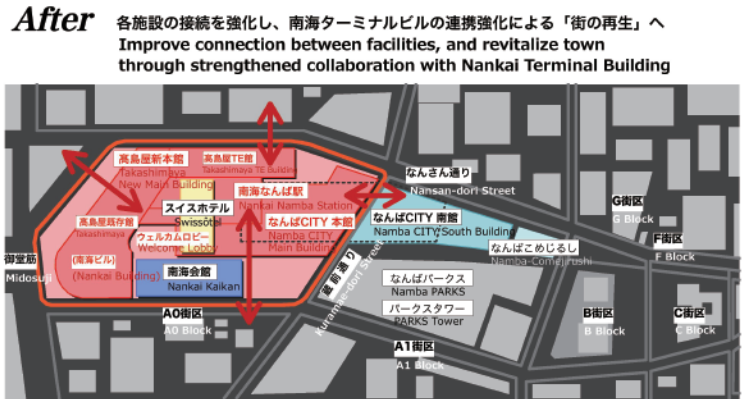 After
各施設の接続を強化し、南海ターミナルビルの連携強化による「街の再生」へ
Improve connection between facilities, and revitalize town
through strengthened collaboration with Nankai Terminal Building
髙島屋新本館
Takashimaya
New Main Building
髙島屋TE館
Takashimaya TE Building
なんさん通り
Nansan-dori Street
南海なんば駅
Nankai Namba Station
スイスホテル
Swissôtel
髙島屋既存館
Takashimaya
なんばCITY 本館
Namba CITY
Main Building
なんばCITY 南館
Namba CITY South Building
G街区
G Block
ウェルカムロビー
Welcome Lobby
なんばこめじるし
Namba-Comejirushi
F街区
F Block
御堂筋
Midosuji
(南海ビル)
(Nankai Building)
南海会館
Nankai Kaikan
蔵前通り
Kuramae-dori Street
なんばパークス
Namba PARKS
パークスタワー
PARKS Tower
A0街区
A0 Block
B街区
B Block
C街区
C Block
A1街区
A1 Block